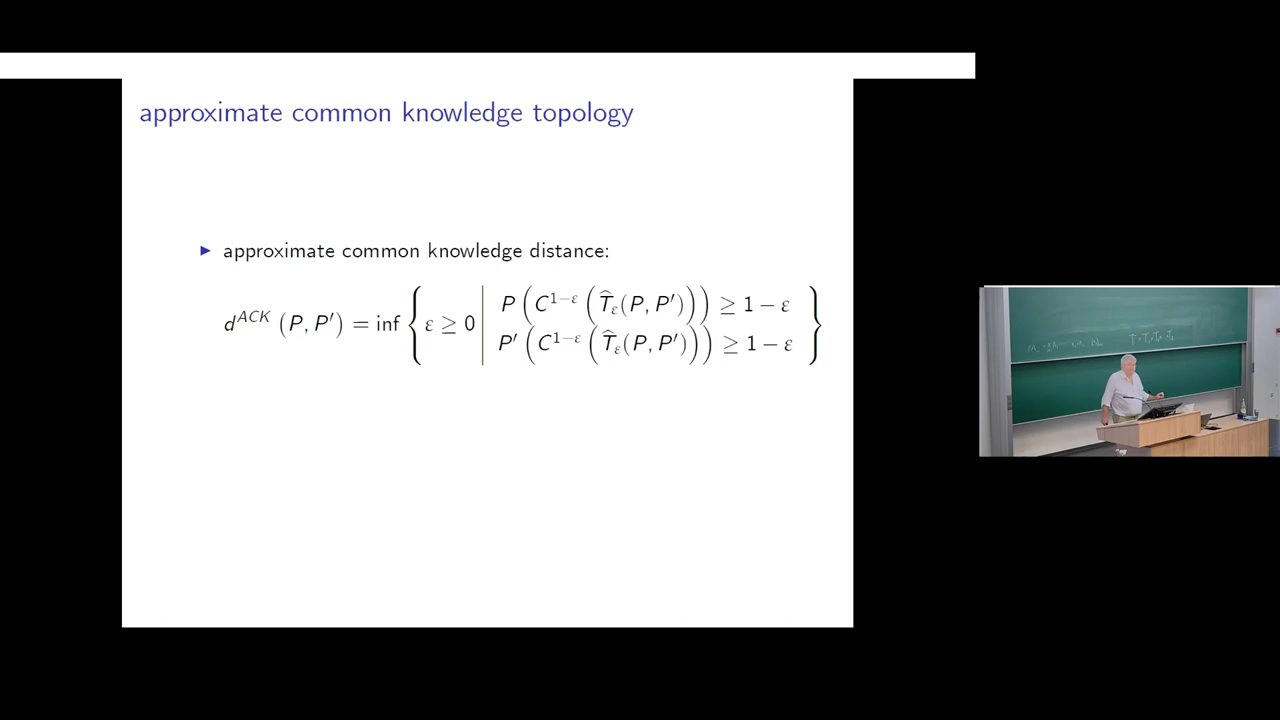 approximate common knowledge topology
▶ approximate common knowledge distance:
d^{ACK} (P, P′) = inf { ε ≥ 0 | P (C^{1−ε} (T̂_ε(P, P′))) ≥ 1 − ε
P′ (C^{1−ε} (T̂_ε(P, P′))) ≥ 1 − ε }